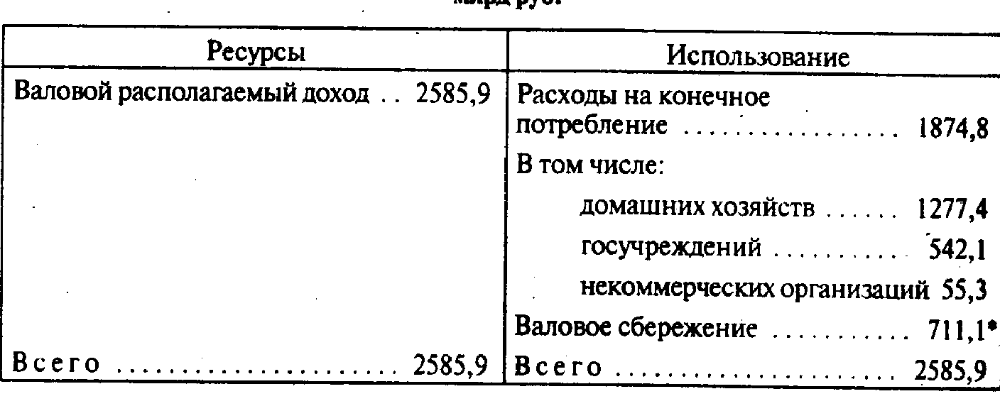 млрд руб.
Ресурсы
Использование
Валовой располагаемый доход .. 2585,9
Расходы на конечное
потребление ................. 1874,8
В том числе:
домашних хозяйств ...... 1277,4
госучреждений ........... 542,1
некоммерческих организаций 55,3
Валовое сбережение ........... 711,1*
Всего ...................... 2585,9
Всего ...................... 2585,9